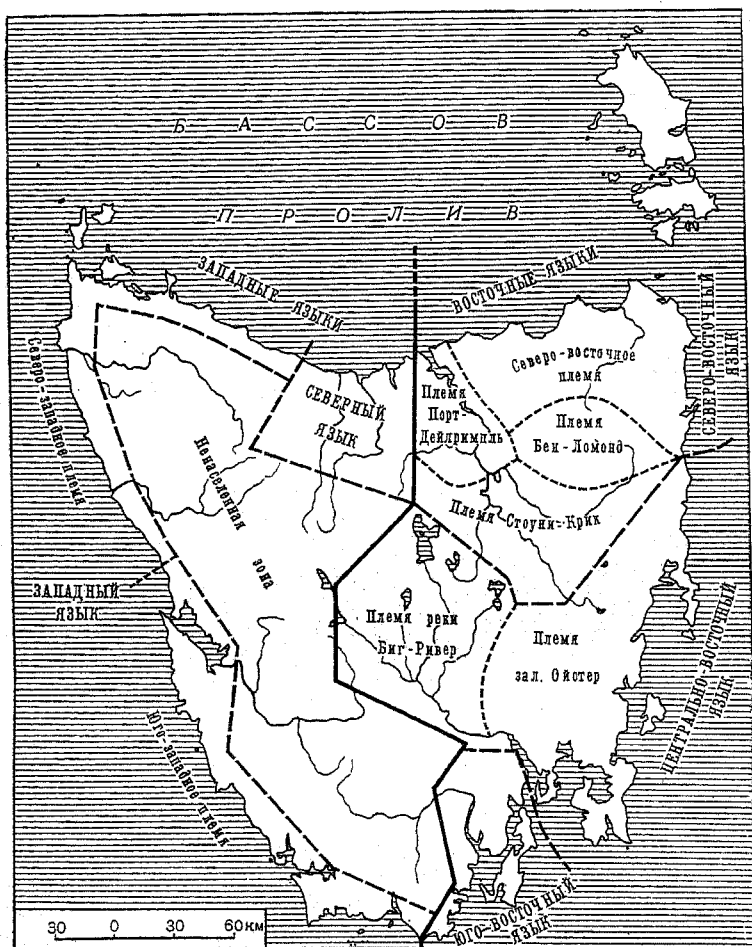 БАССОВ
ПРОЛИВ
ЗАПАДНЫЕ ЯЗЫКИ
ВОСТОЧНЫЕ ЯЗЫКИ
СЕВЕРО-ВОСТОЧНЫЙ
ЯЗЫК
Северо-восточное
племя
Племя
Порт-
Дейлримпль
Племя
Бен-Ломонд
СЕВЕРНЫЙ
ЯЗЫК
Северо-западное племя
Ненаселенная зона
Племя Стоуни-Крик
ЗАПАДНЫЙ
ЯЗЫК
Племя реки
Биг-Ривер
Племя
зал. Ойстер
ЦЕНТРАЛЬНО-ВОСТОЧНЫЙ
ЯЗЫК
Юго-западное племя
ЮГО-ВОСТОЧНЫЙ
ЯЗЫК
30 0 30 60 км